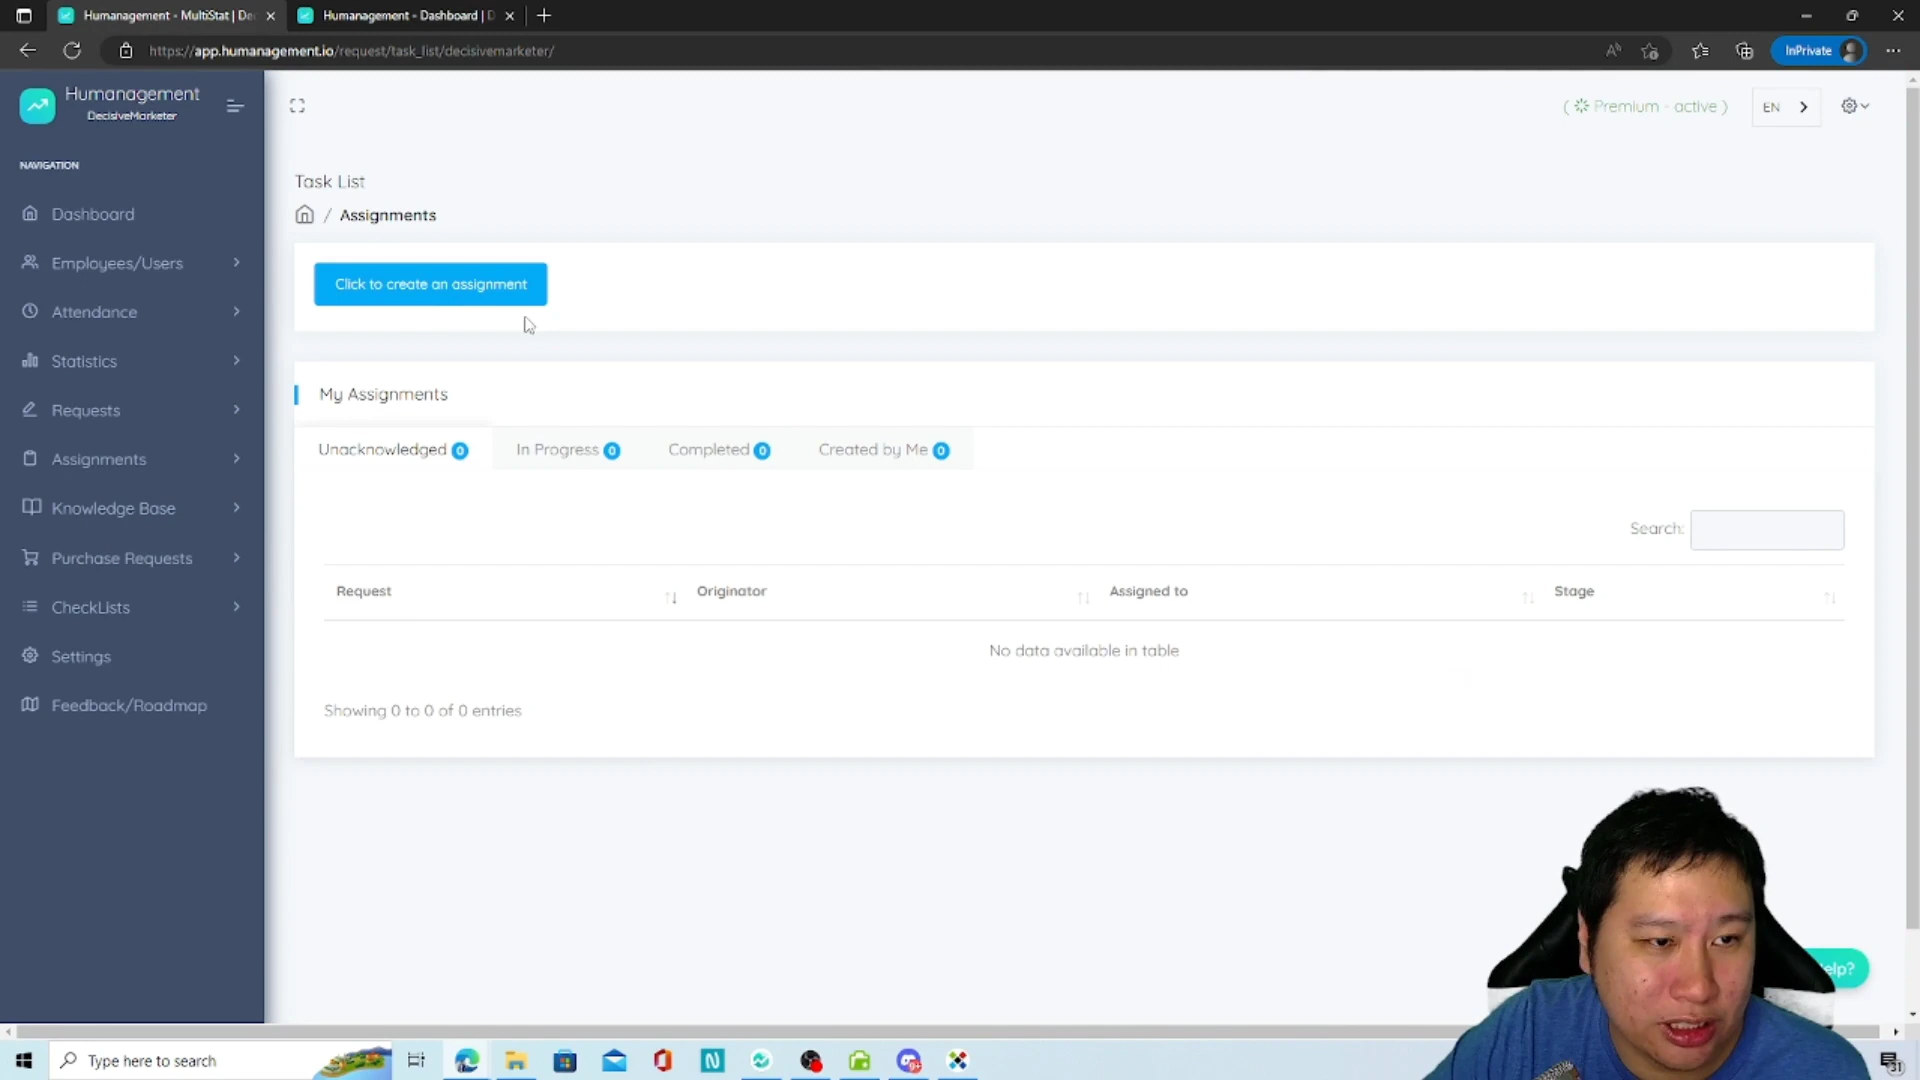 Humanagement - MultiStat | De
Humanagement - Dashboard | D
https://app.humanagement.io/request/task_list/decisivemarketer/
InPrivate
Humanagement
DecisiveMarketer
( Premium - active )
EN
NAVIGATION
Dashboard
Employees/Users
Attendance
Statistics
Requests
Assignments
Knowledge Base
Purchase Requests
CheckLists
Settings
Feedback/Roadmap
Task List
/ Assignments
Click to create an assignment
My Assignments
Unacknowledged 0
In Progress 0
Completed 0
Created by Me 0
Search:
Request
Originator
Assigned to
Stage
No data available in table
Showing 0 to 0 of 0 entries
elp?
Type here to search
31